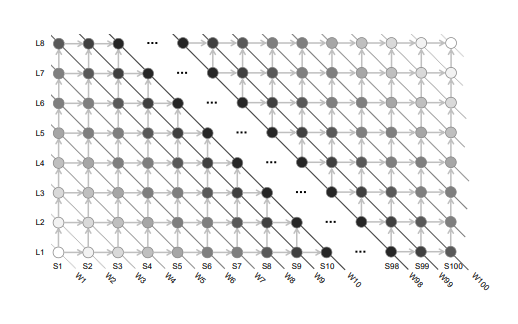 L8 ...
L7 ...
L6 ...
L5 ...
L4 ...
L3 ...
L2 ...
L1 ...
S1 S2 S3 S4 S5 S6 S7 S8 S9 S10 S98 S99 S100
W1 W2 W3 W4 W5 W6 W7 W8 W9 W10 W98 W99 W100